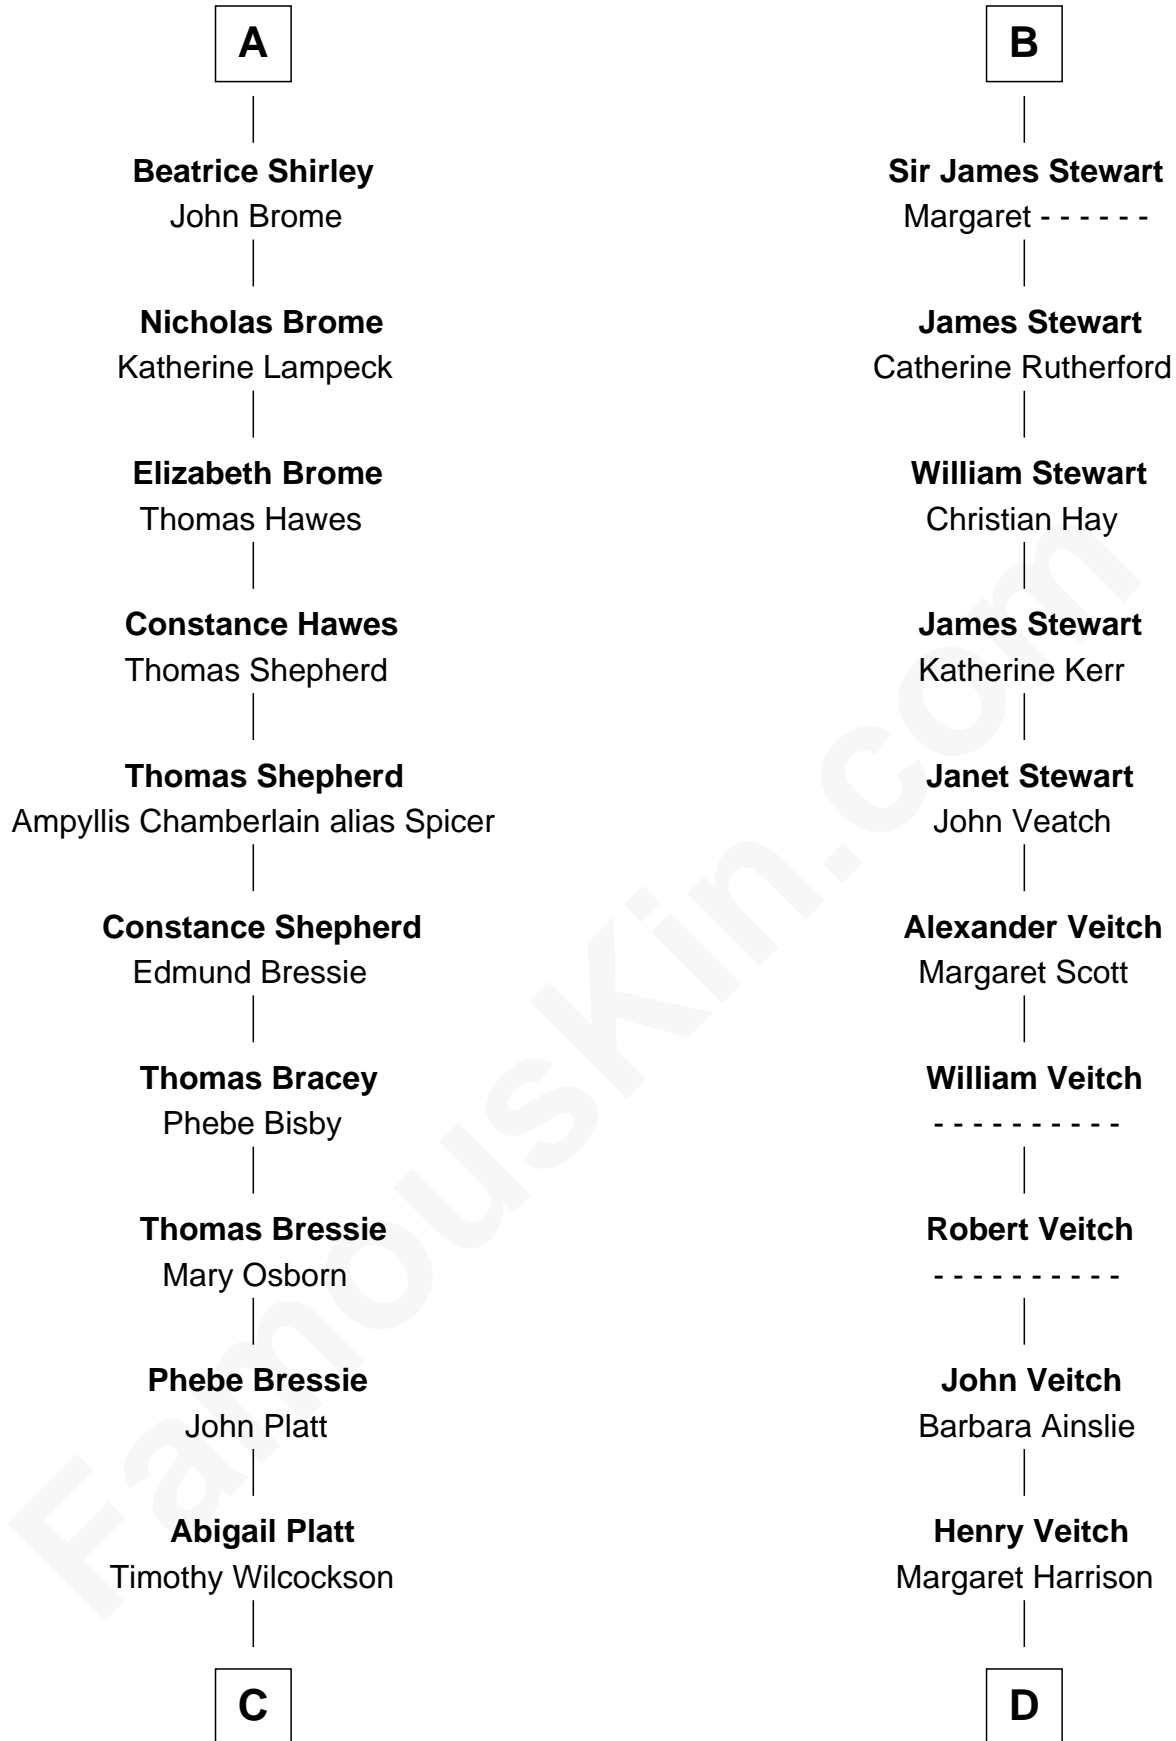 A
Beatrice Shirley
John Brome
Nicholas Brome
Katherine Lampeck
Elizabeth Brome
Thomas Hawes
Constance Hawes
Thomas Shepherd
Thomas Shepherd
Ampyllis Chamberlain alias Spicer
Constance Shepherd
Edmund Bressie
Thomas Bracey
Phebe Bisby
Thomas Bressie
Mary Osborn
Phebe Bressie
John Platt
Abigail Platt
Timothy Wilcockson
C
B
Sir James Stewart
Margaret - - - - - -
James Stewart
Catherine Rutherford
William Stewart
Christian Hay
James Stewart
Katherine Kerr
Janet Stewart
John Veatch
Alexander Veitch
Margaret Scott
William Veitch
- - - - - - - - - -
Robert Veitch
- - - - - - - - - -
John Veitch
Barbara Ainslie
Henry Veitch
Margaret Harrison
D
FamousKin.com